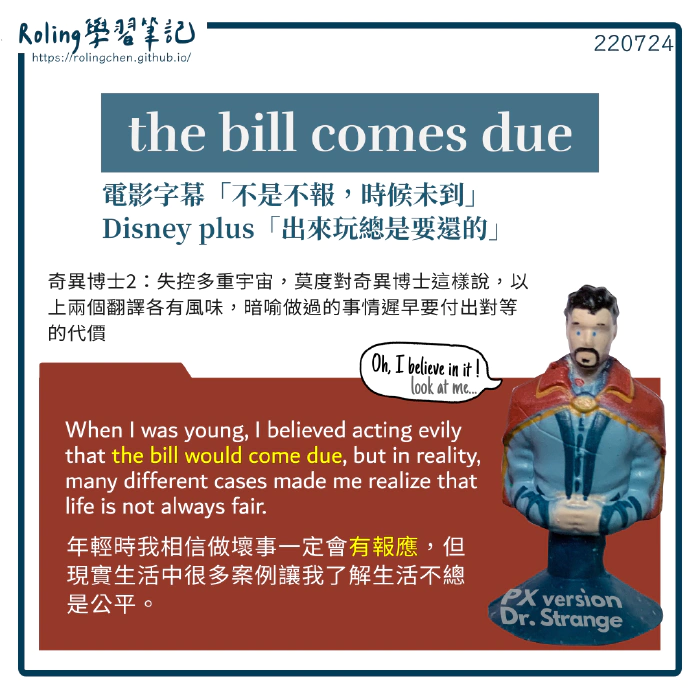 Roling學習筆記
https://rolingchen.github.io/
220724
the bill comes due
電影字幕「不是不報，時候未到」
Disney plus「出來玩總是要還的」
奇異博士2：失控多重宇宙，莫度對奇異博士這樣說，以
上兩個翻譯各有風味，暗喻做過的事情遲早要付出對等
的代價
Oh, I believe in it !
look at me...
When I was young, I believed acting evily
that the bill would come due, but in reality,
many different cases made me realize that
life is not always fair.
年輕時我相信做壞事一定會有報應，但
現實生活中很多案例讓我了解生活不總
是公平。
PX version
Dr. Strange